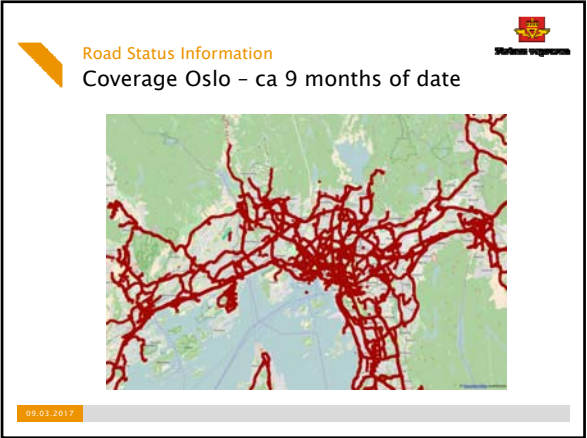 Statens vegvesen
Road Status Information
Coverage Oslo – ca 9 months of date
09.03.2017